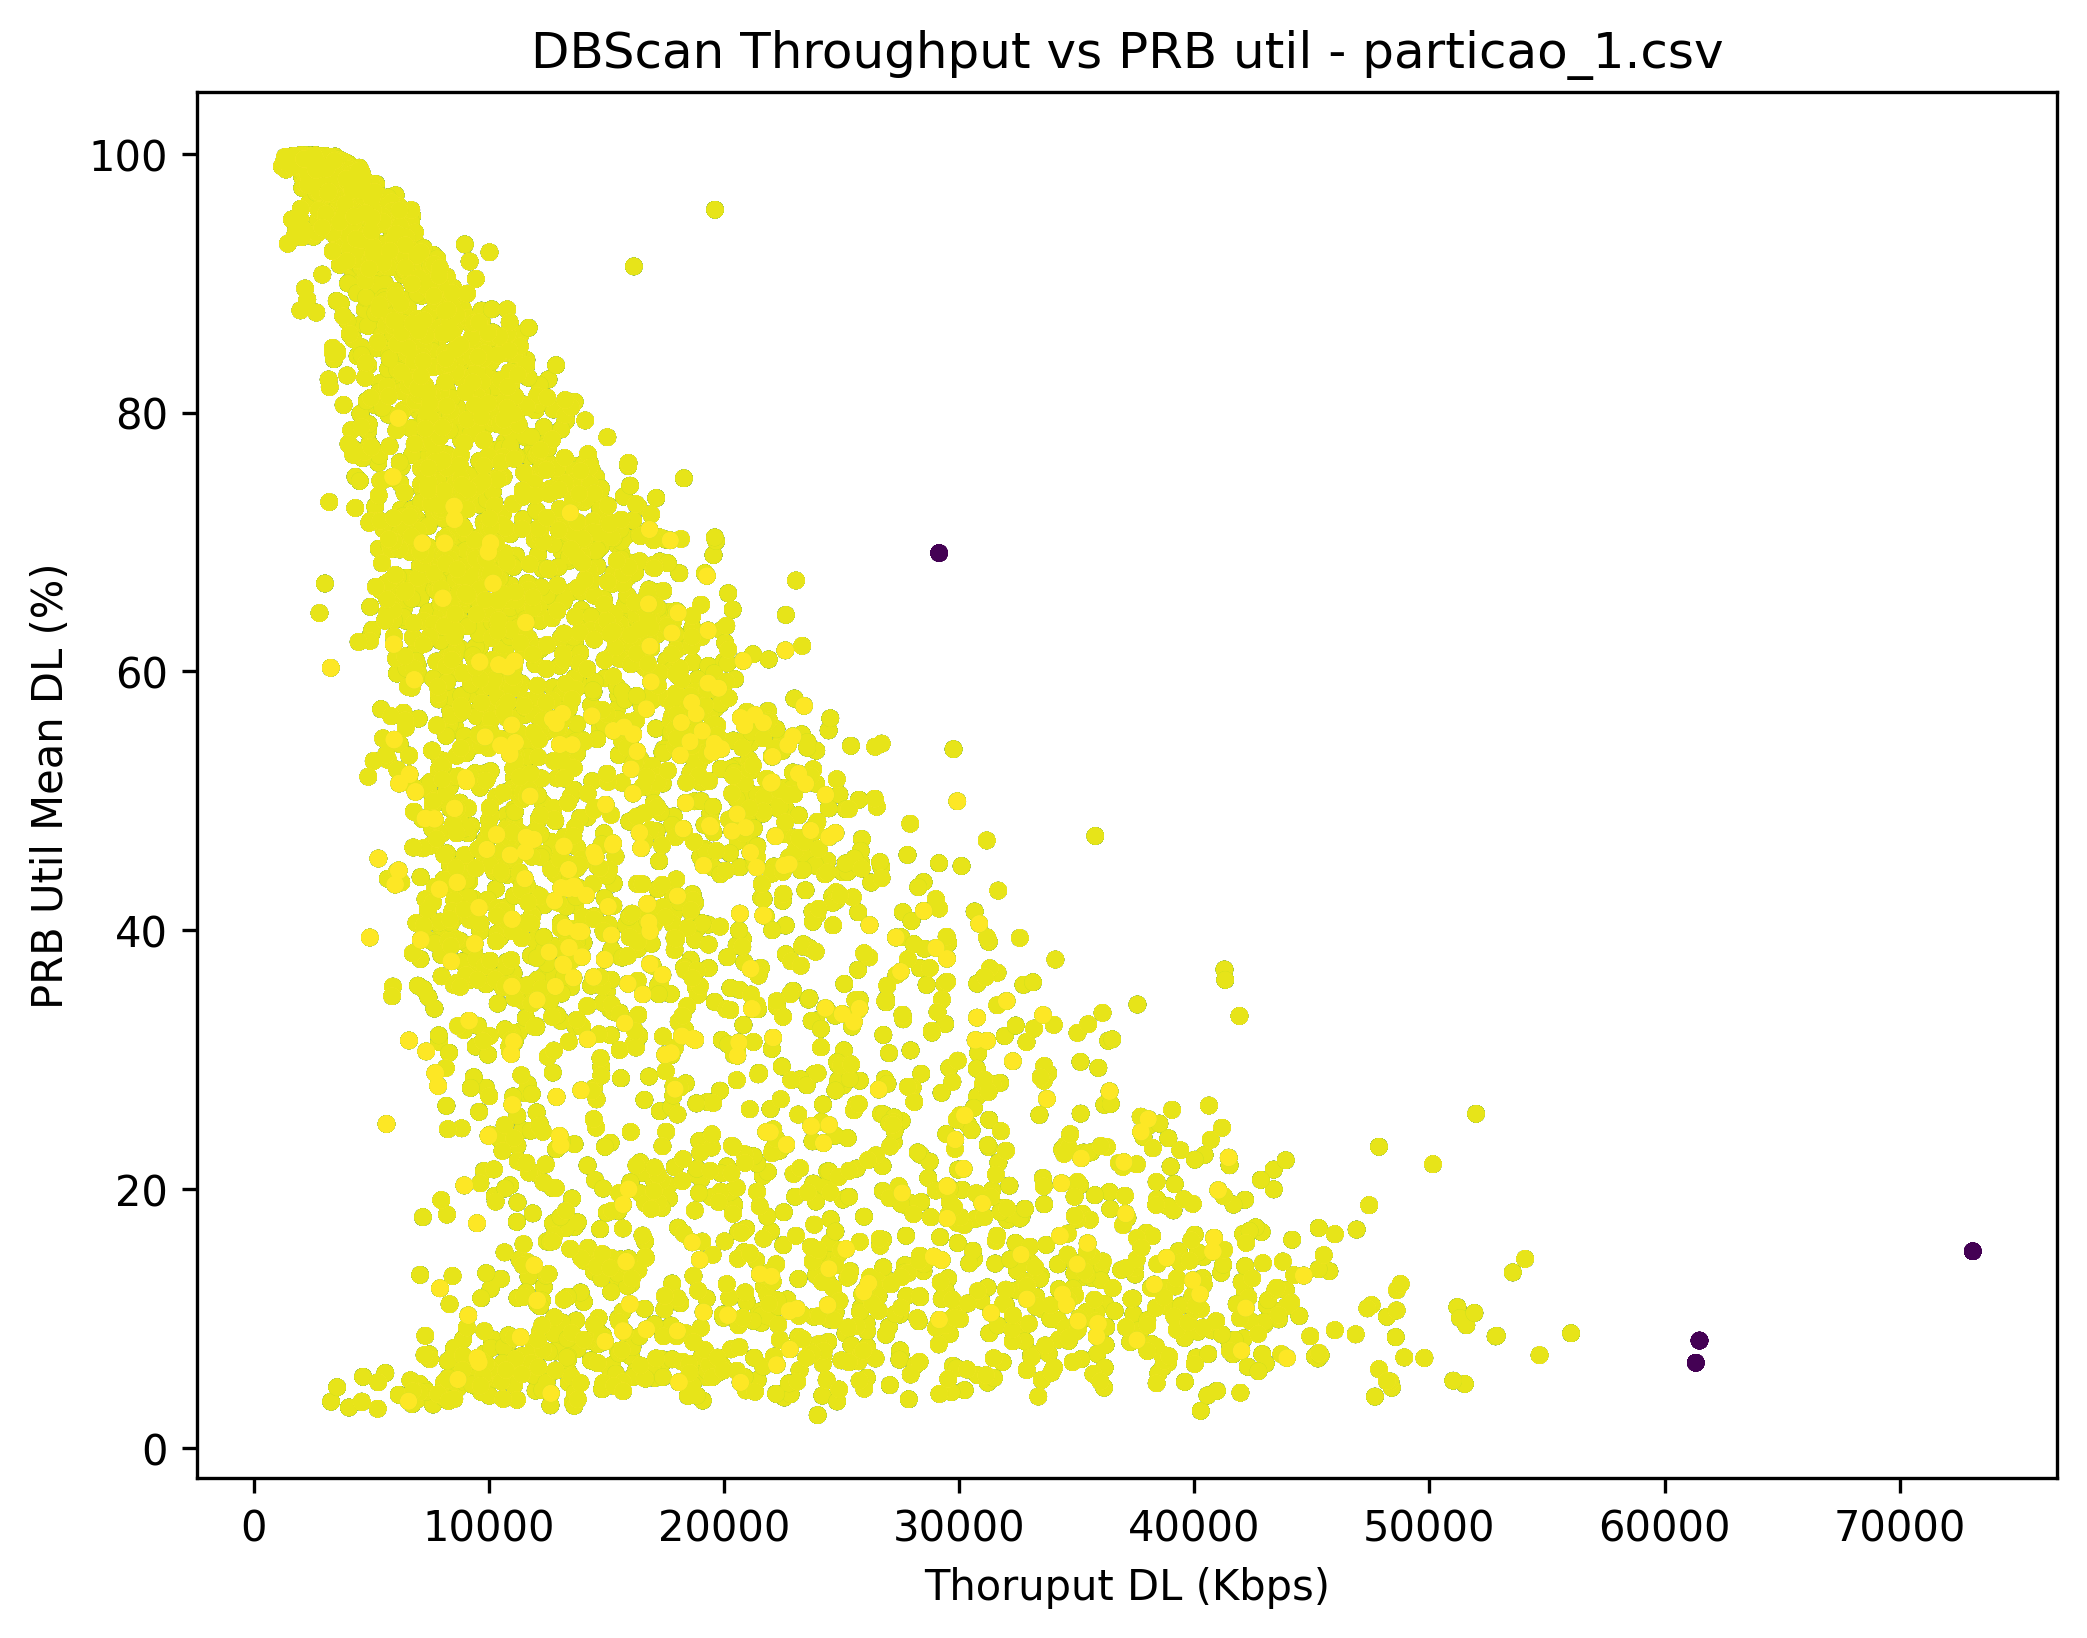 DBScan Throughput vs PRB util - particao_1.csv
100
80
60
40
20
0
PRB Util Mean DL (%)
0 10000 20000 30000 40000 50000 60000 70000
Thoruput DL (Kbps)